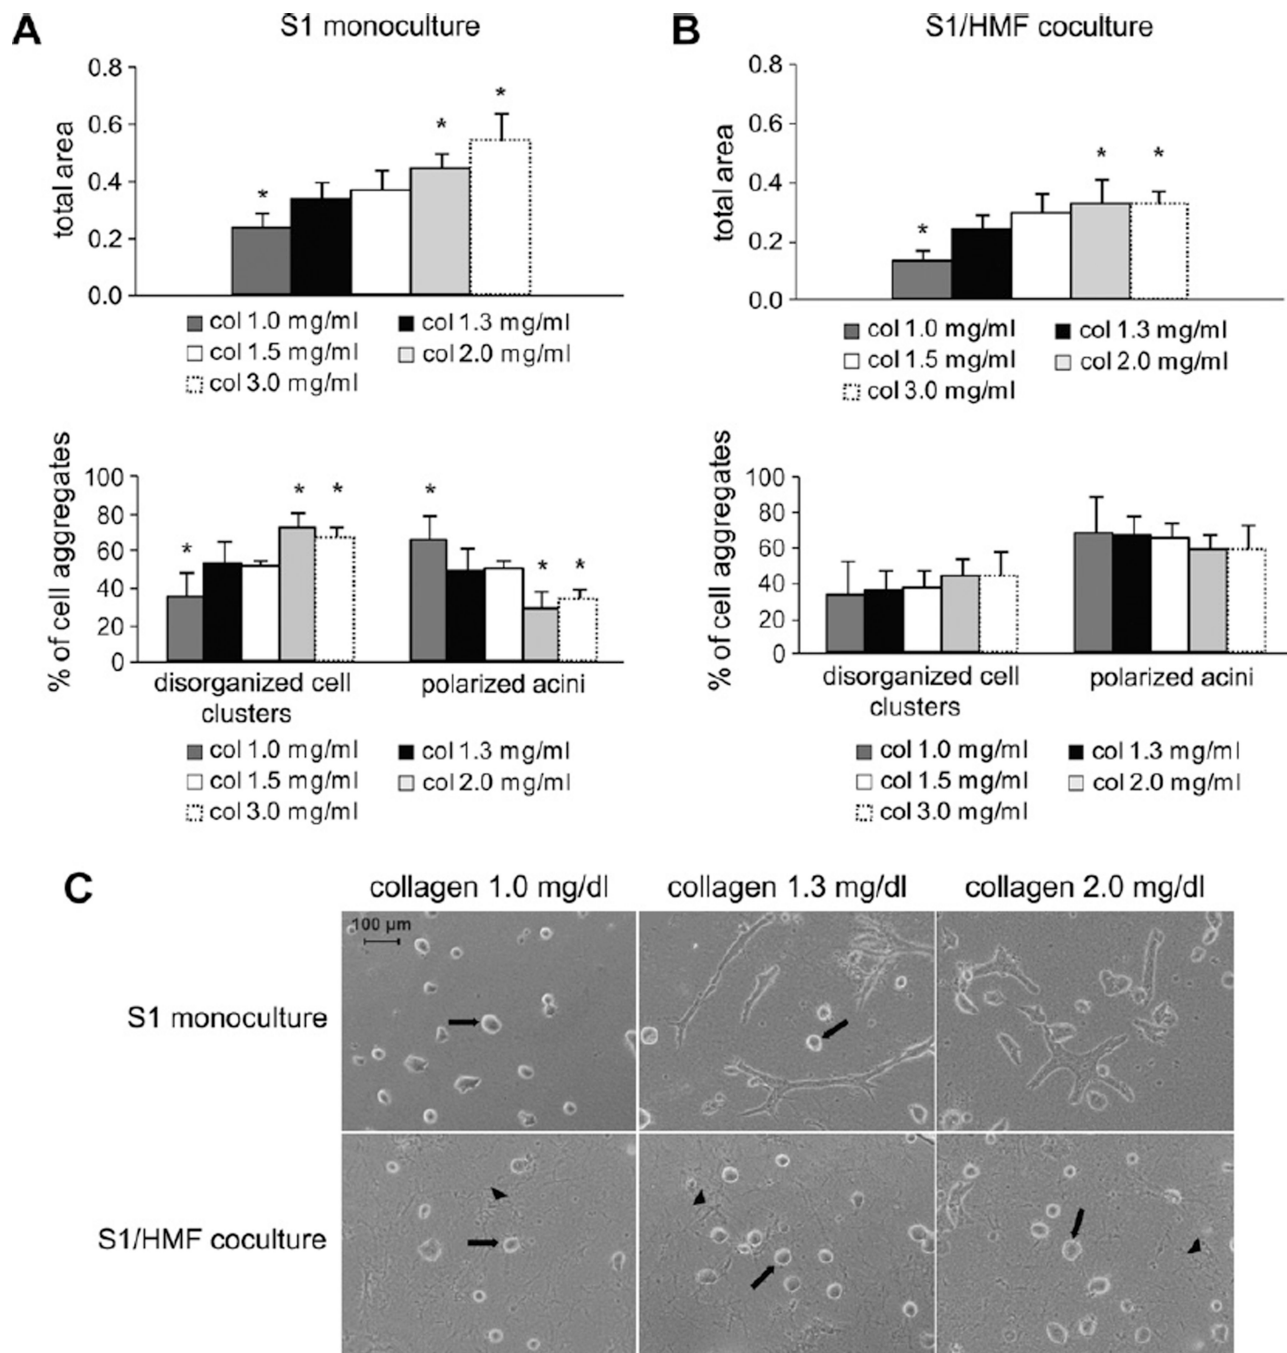 A
S1 monoculture
total area
0.8
0.6
0.4
0.2
0.0
*
*
*
col 1.0 mg/ml
col 1.3 mg/ml
col 1.5 mg/ml
col 2.0 mg/ml
col 3.0 mg/ml
% of cell aggregates
100
80
60
40
20
0
*
*
*
*
*
*
disorganized cell
clusters
polarized acini
col 1.0 mg/ml
col 1.3 mg/ml
col 1.5 mg/ml
col 2.0 mg/ml
col 3.0 mg/ml
B
S1/HMF coculture
total area
0.8
0.6
0.4
0.2
0.0
*
*
*
col 1.0 mg/ml
col 1.3 mg/ml
col 1.5 mg/ml
col 2.0 mg/ml
col 3.0 mg/ml
% of cell aggregates
100
80
60
40
20
0
disorganized cell
clusters
polarized acini
col 1.0 mg/ml
col 1.3 mg/ml
col 1.5 mg/ml
col 2.0 mg/ml
col 3.0 mg/ml
C
collagen 1.0 mg/dl
collagen 1.3 mg/dl
collagen 2.0 mg/dl
100 µm
S1 monoculture
S1/HMF coculture